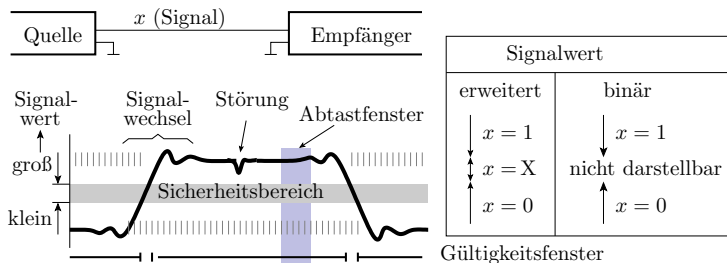 x (Signal)
Quelle
Empfänger
Signal-
wert
Signal-
wechsel
Störung
Abtastfenster
groß
Sicherheitsbereich
klein
Gültigkeitsfenster
Signalwert
erweitert
binär
x = 1
x = 1
x = X
nicht darstellbar
x = 0
x = 0